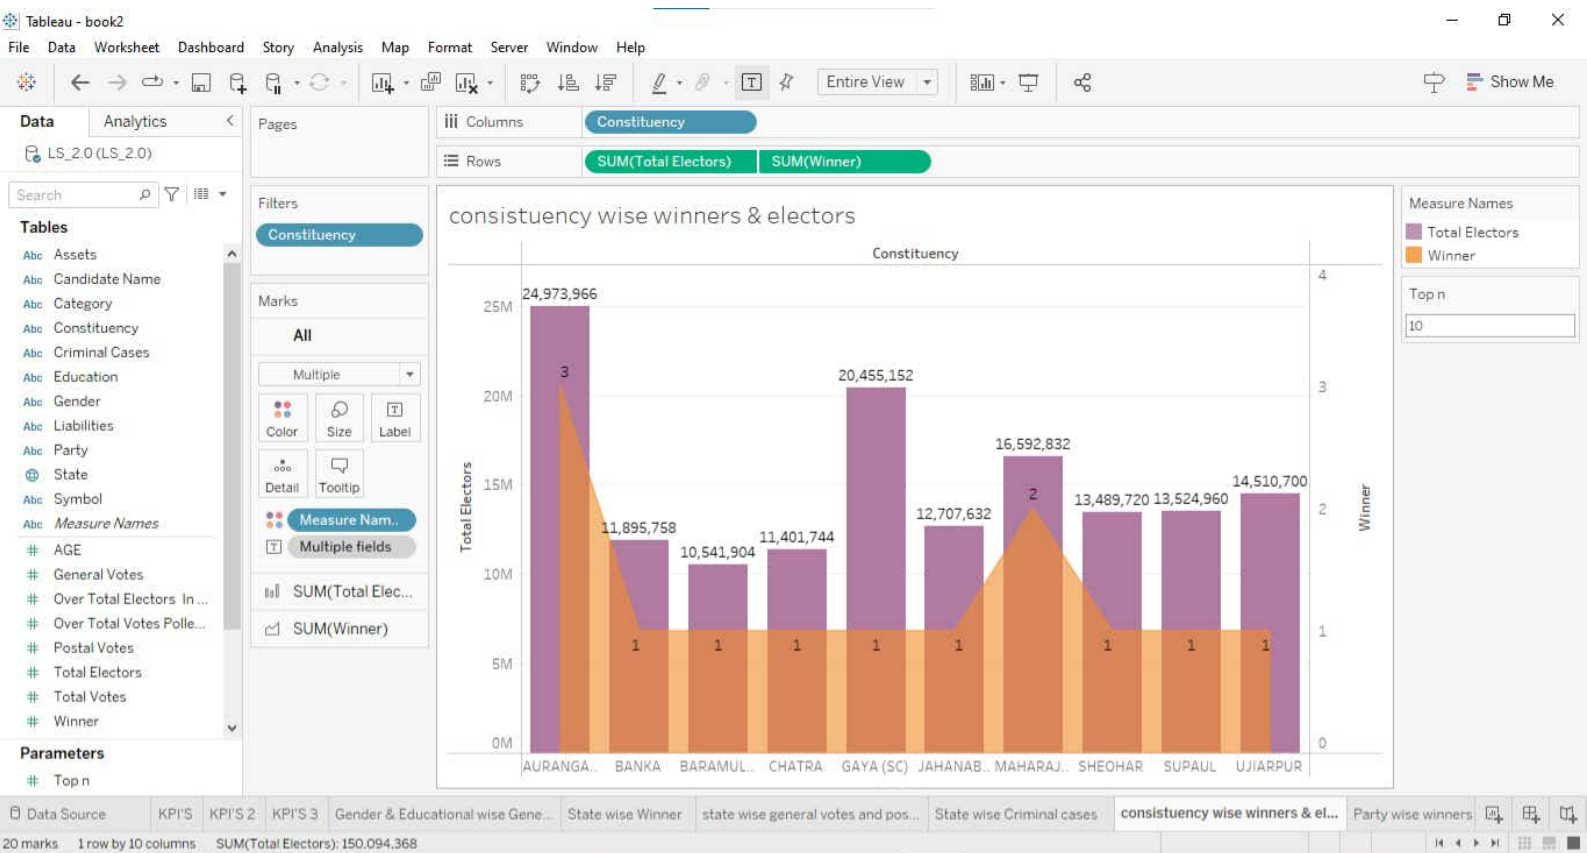 Tableau - book2
File Data Worksheet Dashboard Story Analysis Map Format Server Window Help
Entire View
Show Me
Data Analytics
LS_2.0 (LS_2.0)
Search
Tables
Abc Assets
Abc Candidate Name
Abc Category
Abc Constituency
Abc Criminal Cases
Abc Education
Abc Gender
Abc Liabilities
Abc Party
State
Abc Symbol
Abc Measure Names
# AGE
# General Votes
# Over Total Electors In ...
# Over Total Votes Polle...
# Postal Votes
# Total Electors
# Total Votes
# Winner
Parameters
# Top n
Pages
Filters
Constituency
Marks
All
Multiple
Color Size Label
Detail Tooltip
Measure Nam..
Multiple fields
SUM(Total Elec...
SUM(Winner)
Columns Constituency
Rows SUM(Total Electors) SUM(Winner)
consistuency wise winners & electors
Constituency
25M
20M
15M
10M
5M
0M
Total Electors
24,973,966
11,895,758
10,541,904
11,401,744
20,455,152
12,707,632
16,592,832
13,489,720
13,524,960
14,510,700
3 1 1 1 1 1 2 1 1 1
4
3
2
1
0
Winner
AURANGA.. BANKA BARAMUL.. CHATRA GAYA (SC) JAHANAB.. MAHARAJ.. SHEOHAR SUPAUL UJIARPUR
Measure Names
Total Electors
Winner
Top n
10
Data Source KPI'S KPI'S 2 KPI'S 3 Gender & Educational wise Gene... State wise Winner state wise general votes and pos... State wise Criminal cases consistuency wise winners & el... Party wise winners
20 marks 1 row by 10 columns SUM(Total Electors): 150,094,368